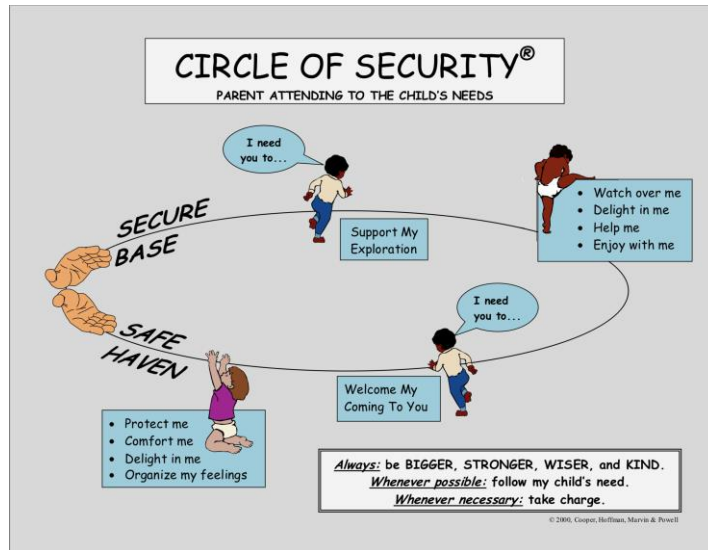 CIRCLE OF SECURITY®
PARENT ATTENDING TO THE CHILD'S NEEDS
I need
you to...
SECURE
BASE
Support My
Exploration
• Watch over me
• Delight in me
• Help me
• Enjoy with me
I need
you to...
SAFE
HAVEN
Welcome My
Coming To You
• Protect me
• Comfort me
• Delight in me
• Organize my feelings
Always: be BIGGER, STRONGER, WISER, and KIND.
Whenever possible: follow my child's need.
Whenever necessary: take charge.
© 2000, Cooper, Hoffman, Marvin & Powell